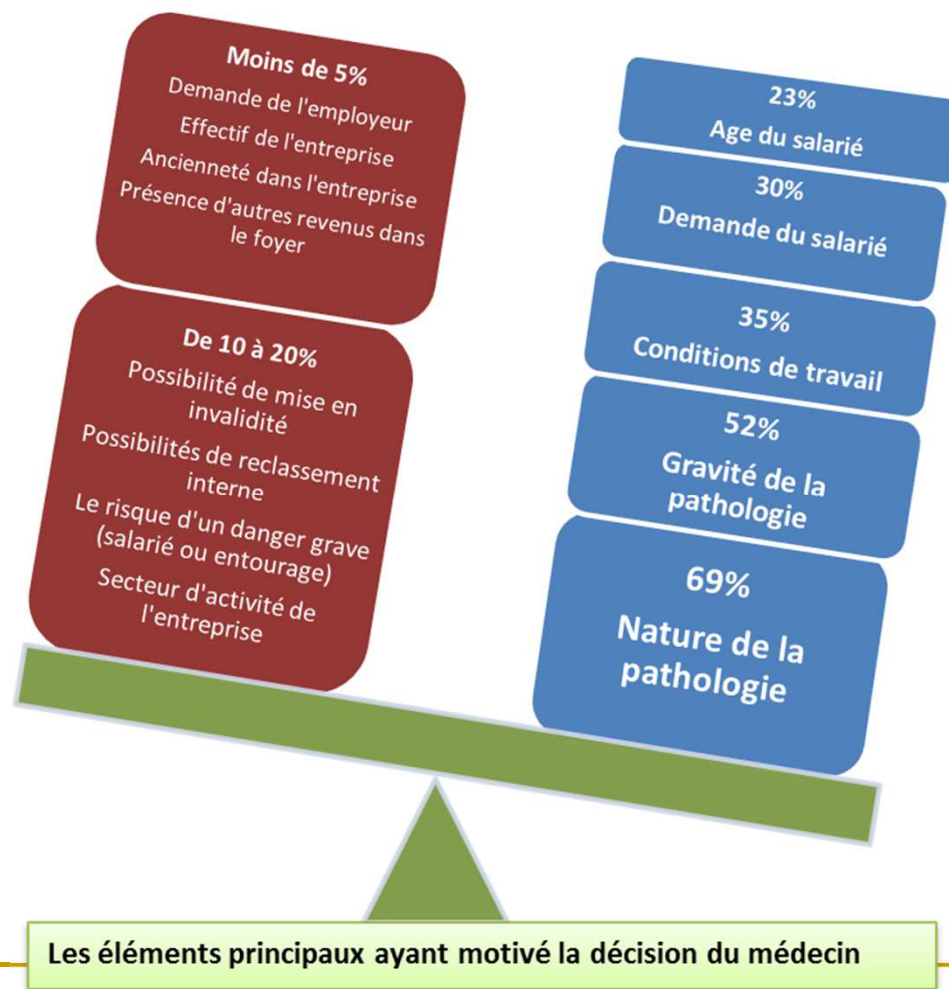 Moins de 5%
Demande de l'employeur
Effectif de l'entreprise
Ancienneté dans l'entreprise
Présence d'autres revenus dans
le foyer
De 10 à 20%
Possibilité de mise en
invalidité
Possibilités de reclassement
interne
Le risque d'un danger grave
(salarié ou entourage)
Secteur d'activité de
l'entreprise
23%
Age du salarié
30%
Demande du salarié
35%
Conditions de travail
52%
Gravité de la
pathologie
69%
Nature de la
pathologie
Les éléments principaux ayant motivé la décision du médecin